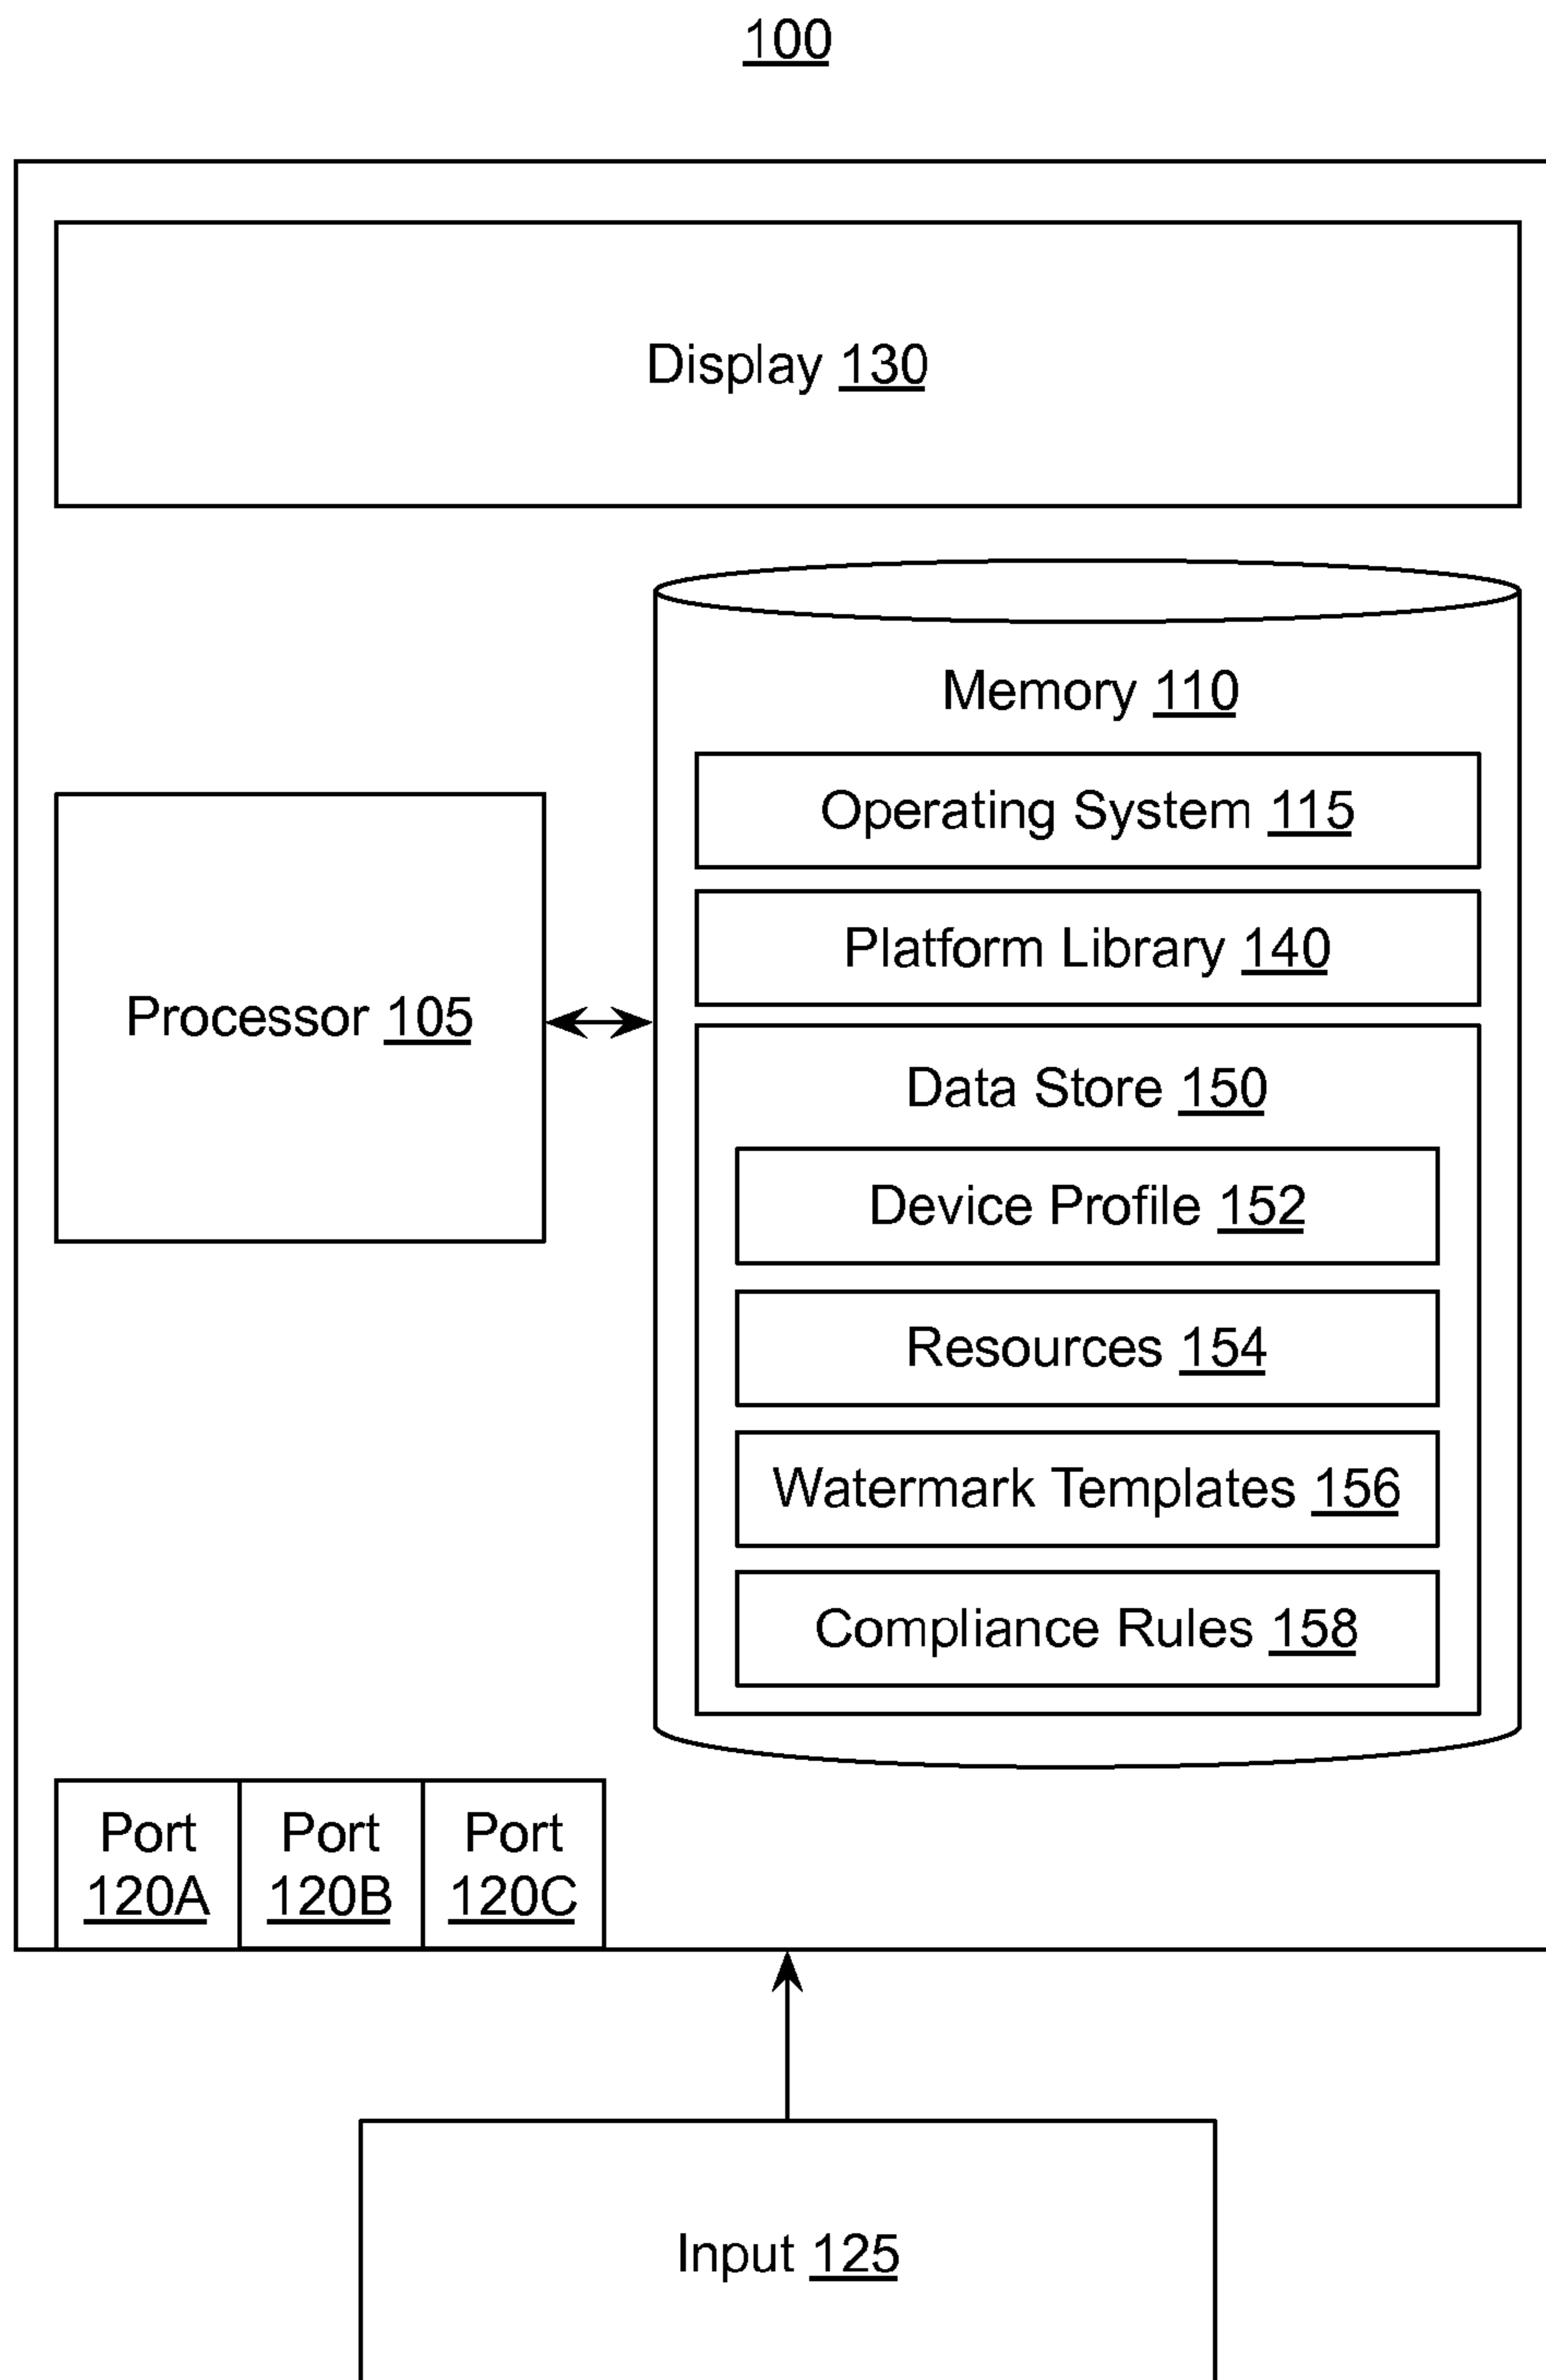 100
Display 130
Memory 110
Operating System 115
Platform Library 140
Processor 105
Data Store 150
Device Profile 152
Resources 154
Watermark Templates 156
Compliance Rules 158
Port 120A
Port 120B
Port 120C
Input 125